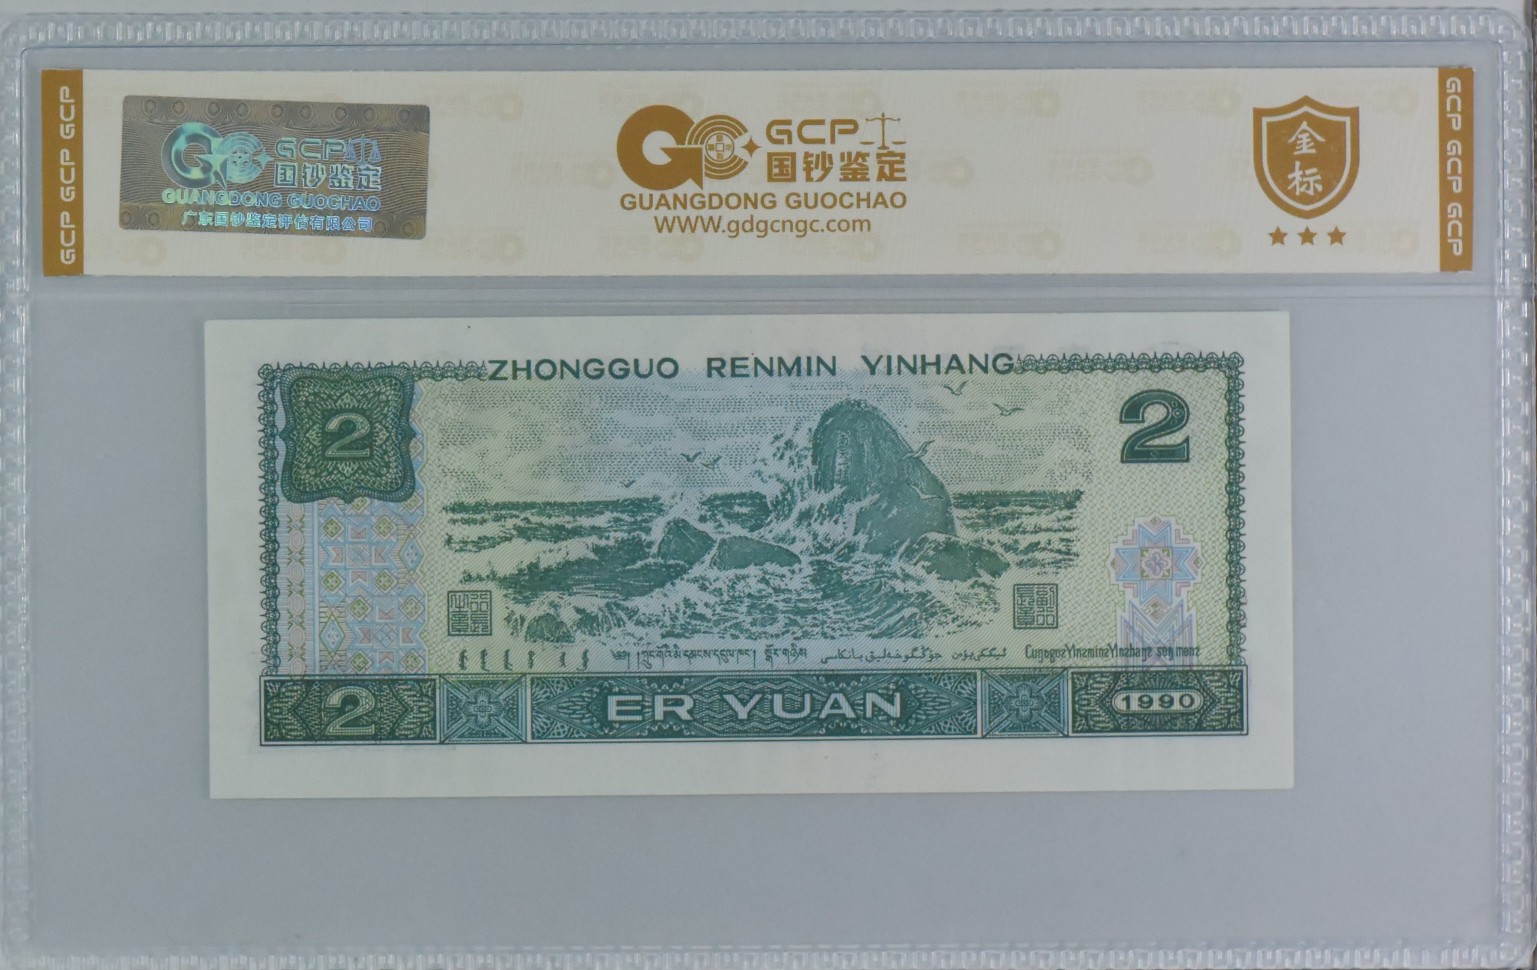 GCP GCP GCP
GCP
国钞鉴定
GUANGDONG GUOCHAO
广东国钞鉴定评估有限公司
GCP
国钞鉴定
GUANGDONG GUOCHAO
WWW.gdgcngc.com
金标
GCP GCP GCP
ZHONGGUO RENMIN YINHANG
2
2
2
ER YUAN
1990